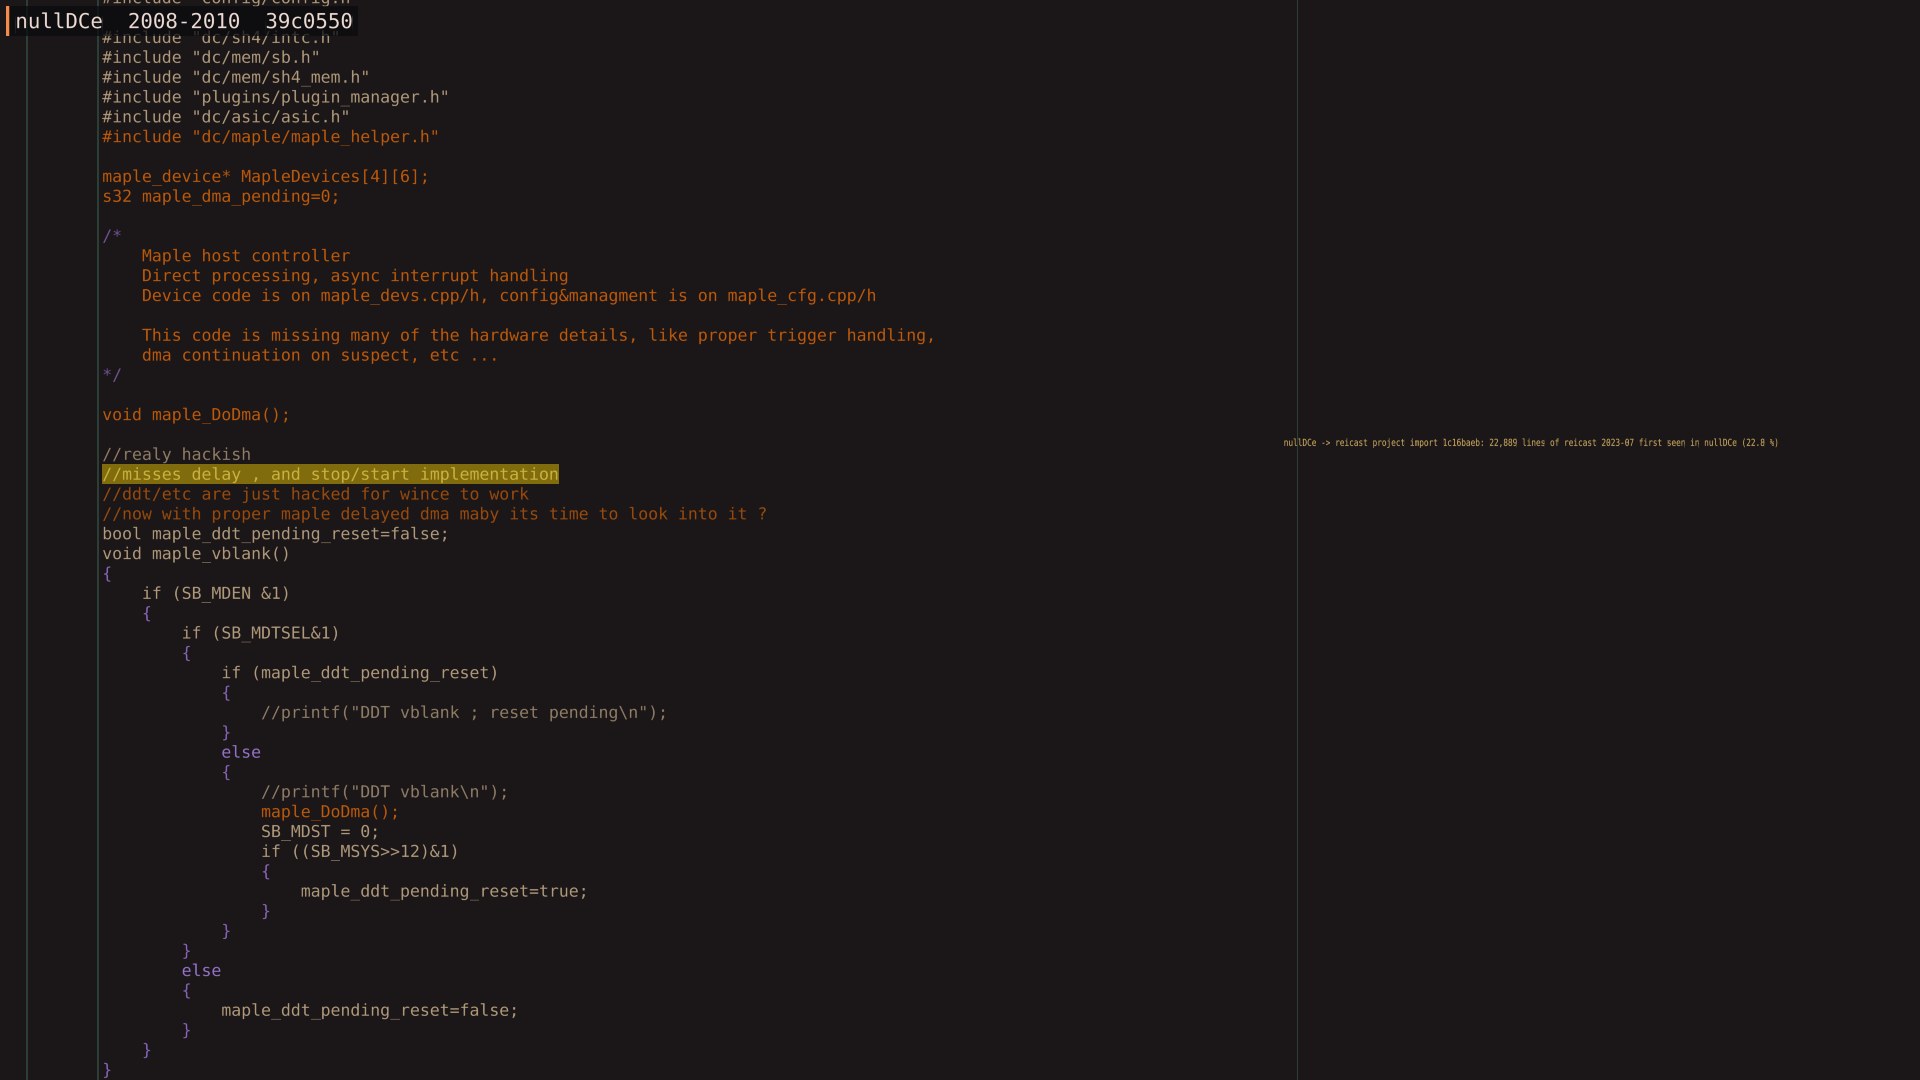 nullDCe  2008-2010  39c0550
#include "config/config.h"
#include "dc/sh4/intc.h"
#include "dc/mem/sb.h"
#include "dc/mem/sh4_mem.h"
#include "plugins/plugin_manager.h"
#include "dc/asic/asic.h"
#include "dc/maple/maple_helper.h"
maple_device* MapleDevices[4][6];
s32 maple_dma_pending=0;
/*
    Maple host controller
    Direct processing, async interrupt handling
    Device code is on maple_devs.cpp/h, config&managment is on maple_cfg.cpp/h
    This code is missing many of the hardware details, like proper trigger handling,
    dma continuation on suspect, etc ...
*/
void maple_DoDma();
nullDCe -> reicast project import 1c16baeb: 22,889 lines of reicast 2023-07 first seen in nullDCe (22.8 %)
//realy hackish
//misses delay , and stop/start implementation
//ddt/etc are just hacked for wince to work
//now with proper maple delayed dma maby its time to look into it ?
bool maple_ddt_pending_reset=false;
void maple_vblank()
{
    if (SB_MDEN &1)
    {
        if (SB_MDTSEL&1)
        {
            if (maple_ddt_pending_reset)
            {
                //printf("DDT vblank ; reset pending\n");
            }
            else
            {
                //printf("DDT vblank\n");
                maple_DoDma();
                SB_MDST = 0;
                if ((SB_MSYS>>12)&1)
                {
                    maple_ddt_pending_reset=true;
                }
            }
        }
        else
        {
            maple_ddt_pending_reset=false;
        }
    }
}